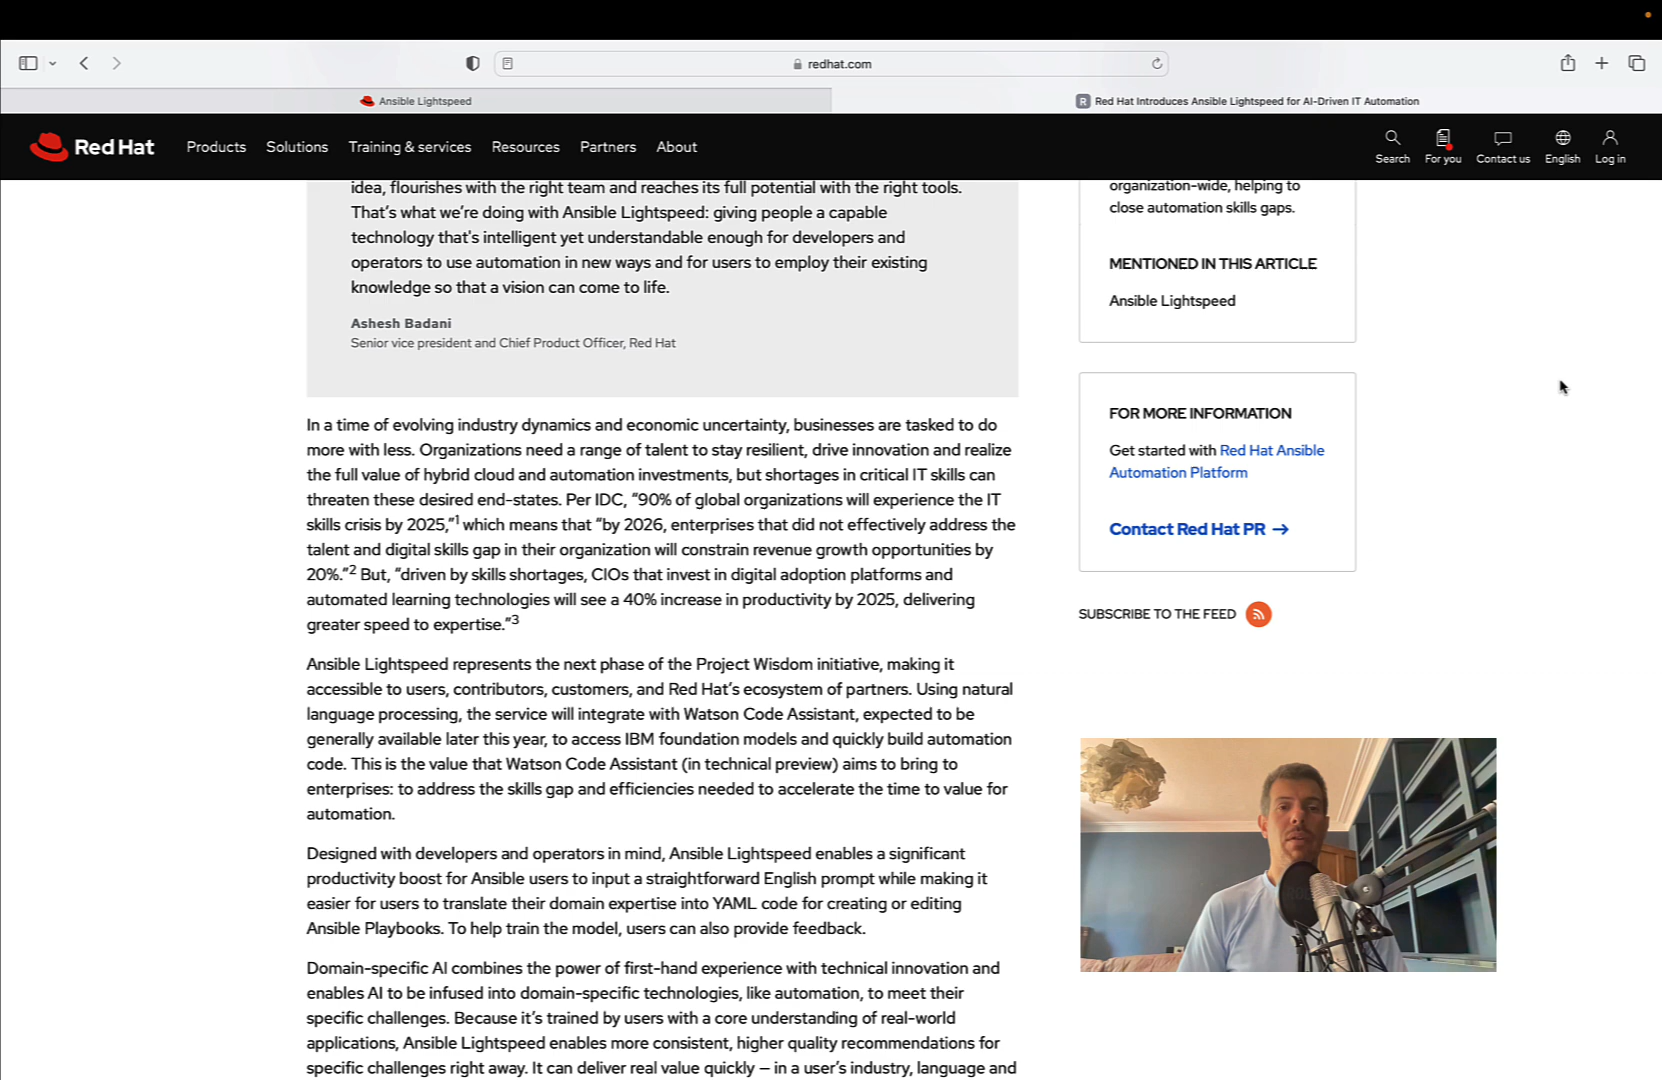 redhat.com
Ansible Lightspeed
R Red Hat Introduces Ansible Lightspeed for AI-Driven IT Automation
Red Hat
Products Solutions Training & services Resources Partners About
Search For you Contact us English Log in
idea, flourishes with the right team and reaches its full potential with the right tools.
That's what we're doing with Ansible Lightspeed: giving people a capable
technology that's intelligent yet understandable enough for developers and
operators to use automation in new ways and for users to employ their existing
knowledge so that a vision can come to life.
Ashesh Badani
Senior vice president and Chief Product Officer, Red Hat
In a time of evolving industry dynamics and economic uncertainty, businesses are tasked to do
more with less. Organizations need a range of talent to stay resilient, drive innovation and realize
the full value of hybrid cloud and automation investments, but shortages in critical IT skills can
threaten these desired end-states. Per IDC, "90% of global organizations will experience the IT
skills crisis by 2025,"1 which means that "by 2026, enterprises that did not effectively address the
talent and digital skills gap in their organization will constrain revenue growth opportunities by
20%."2 But, "driven by skills shortages, CIOs that invest in digital adoption platforms and
automated learning technologies will see a 40% increase in productivity by 2025, delivering
greater speed to expertise."3
Ansible Lightspeed represents the next phase of the Project Wisdom initiative, making it
accessible to users, contributors, customers, and Red Hat's ecosystem of partners. Using natural
language processing, the service will integrate with Watson Code Assistant, expected to be
generally available later this year, to access IBM foundation models and quickly build automation
code. This is the value that Watson Code Assistant (in technical preview) aims to bring to
enterprises: to address the skills gap and efficiencies needed to accelerate the time to value for
automation.
Designed with developers and operators in mind, Ansible Lightspeed enables a significant
productivity boost for Ansible users to input a straightforward English prompt while making it
easier for users to translate their domain expertise into YAML code for creating or editing
Ansible Playbooks. To help train the model, users can also provide feedback.
Domain-specific AI combines the power of first-hand experience with technical innovation and
enables AI to be infused into domain-specific technologies, like automation, to meet their
specific challenges. Because it's trained by users with a core understanding of real-world
applications, Ansible Lightspeed enables more consistent, higher quality recommendations for
specific challenges right away. It can deliver real value quickly – in a user's industry, language and
organization-wide, helping to
close automation skills gaps.
MENTIONED IN THIS ARTICLE
Ansible Lightspeed
FOR MORE INFORMATION
Get started with Red Hat Ansible
Automation Platform
Contact Red Hat PR →
SUBSCRIBE TO THE FEED